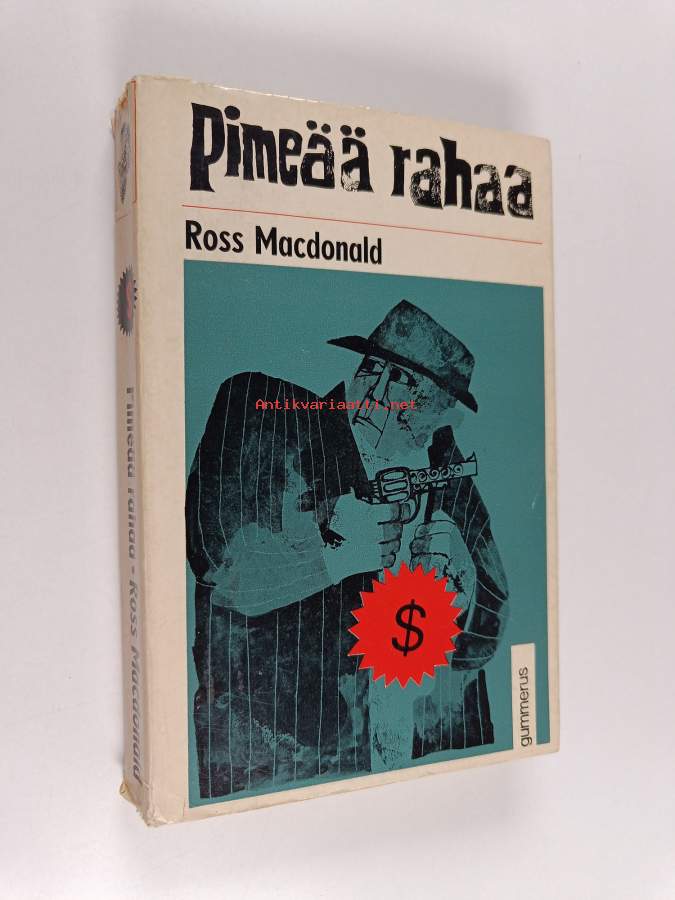 pimeää rahaa
Ross Macdonald
Antikvariaatti.net
$
gummerus
Pimeää rahaa - Ross Macdonald